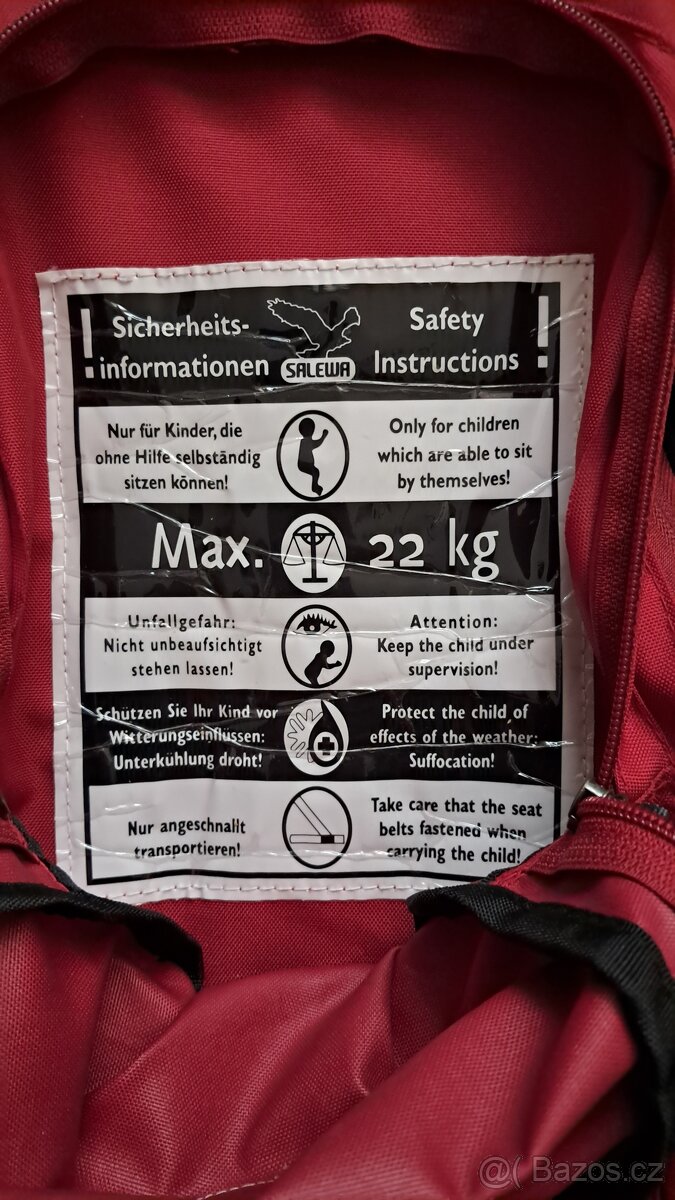 ! Sicherheits-
informationen
SALEWA
Safety
Instructions !
Nur für Kinder, die
ohne Hilfe selbständig
sitzen können!
Only for children
which are able to sit
by themselves!
Max. 22 kg
Unfallgefahr:
Nicht unbeaufsichtigt
stehen lassen!
Attention:
Keep the child under
supervision!
Schützen Sie Ihr Kind vor
Witterungseinflüssen:
Unterkühlung droht!
Protect the child of
effects of the weather:
Suffocation!
Nur angeschnallt
transportieren!
Take care that the seat
belts fastened when
carrying the child!
@( Bazos.cz